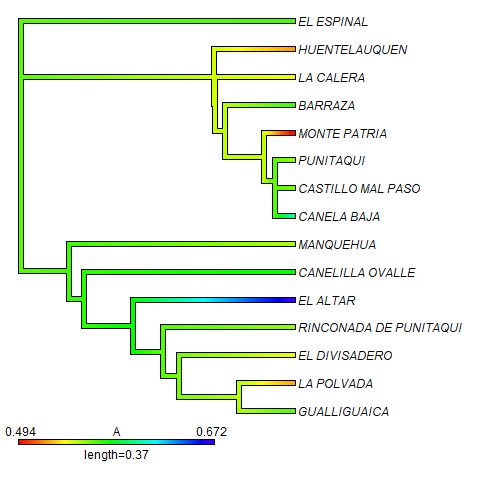 EL ESPINAL
HUENTELAUQUEN
LA CALERA
BARRAZA
MONTE PATRIA
PUNITAQUI
CASTILLO MAL PASO
CANELA BAJA
MANQUEHUA
CANELILLA OVALLE
EL ALTAR
RINCONADA DE PUNITAQUI
EL DIVISADERO
LA POLVADA
GUALLIGUAICA
0.494 A 0.672
length=0.37